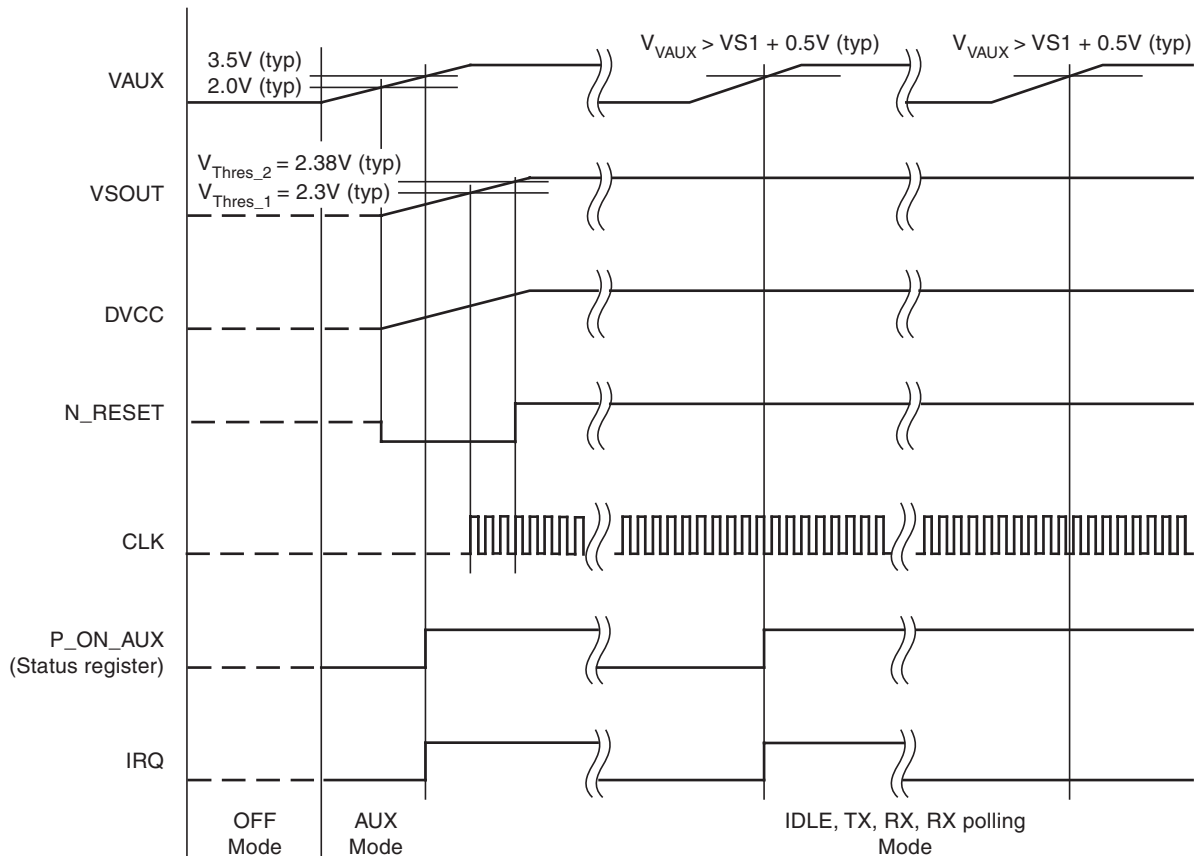 V_VAUX > VS1 + 0.5V (typ)
V_VAUX > VS1 + 0.5V (typ)
3.5V (typ)
VAUX
2.0V (typ)
V_Thres_2 = 2.38V (typ)
VSOUT
V_Thres_1 = 2.3V (typ)
DVCC
N_RESET
CLK
P_ON_AUX
(Status register)
IRQ
OFF
Mode
AUX
Mode
IDLE, TX, RX, RX polling
Mode